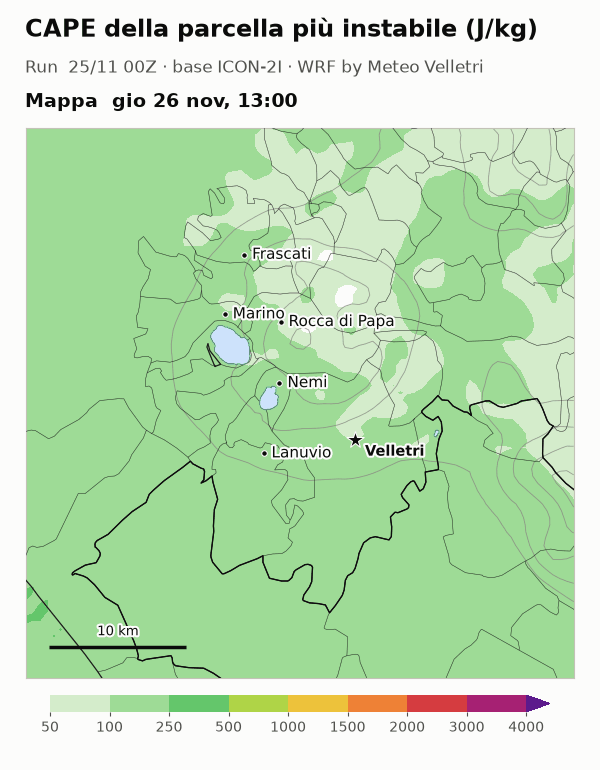 CAPE della parcella più instabile (J/kg)
Run  25/11 00Z · base ICON-2I · WRF by Meteo Velletri
Mappa  gio 26 nov, 13:00
Frascati
Marino
Rocca di Papa
Nemi
Velletri
Lanuvio
10 km
50 100 250 500 1000 1500 2000 3000 4000